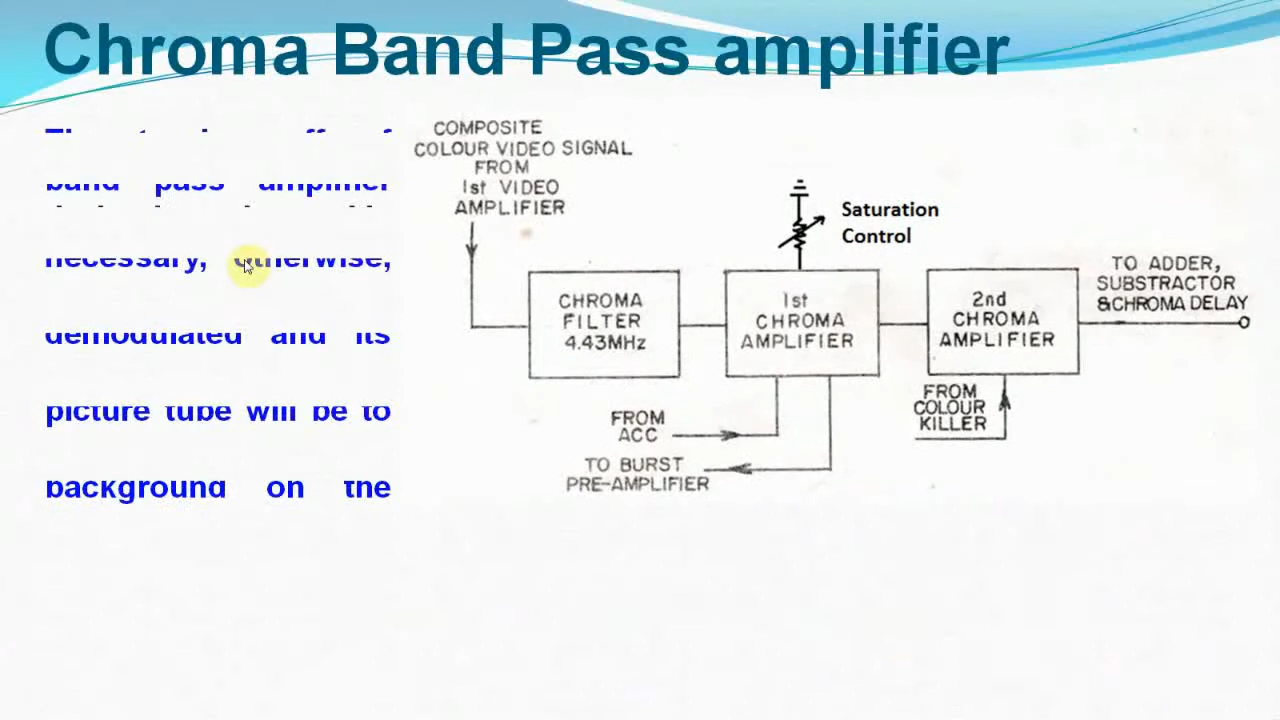 Chroma Band Pass amplifier
band pass amplifier
necessary, otherwise,
demodulated and its
picture tube will be to
background on the
COMPOSITE
COLOUR VIDEO SIGNAL
FROM
1st VIDEO
AMPLIFIER
Saturation
Control
CHROMA
FILTER
4.43MHz
1st
CHROMA
AMPLIFIER
2nd
CHROMA
AMPLIFIER
TO ADDER,
SUBSTRACTOR
&CHROMA DELAY
FROM
ACC
TO BURST
PRE-AMPLIFIER
FROM
COLOUR
KILLER